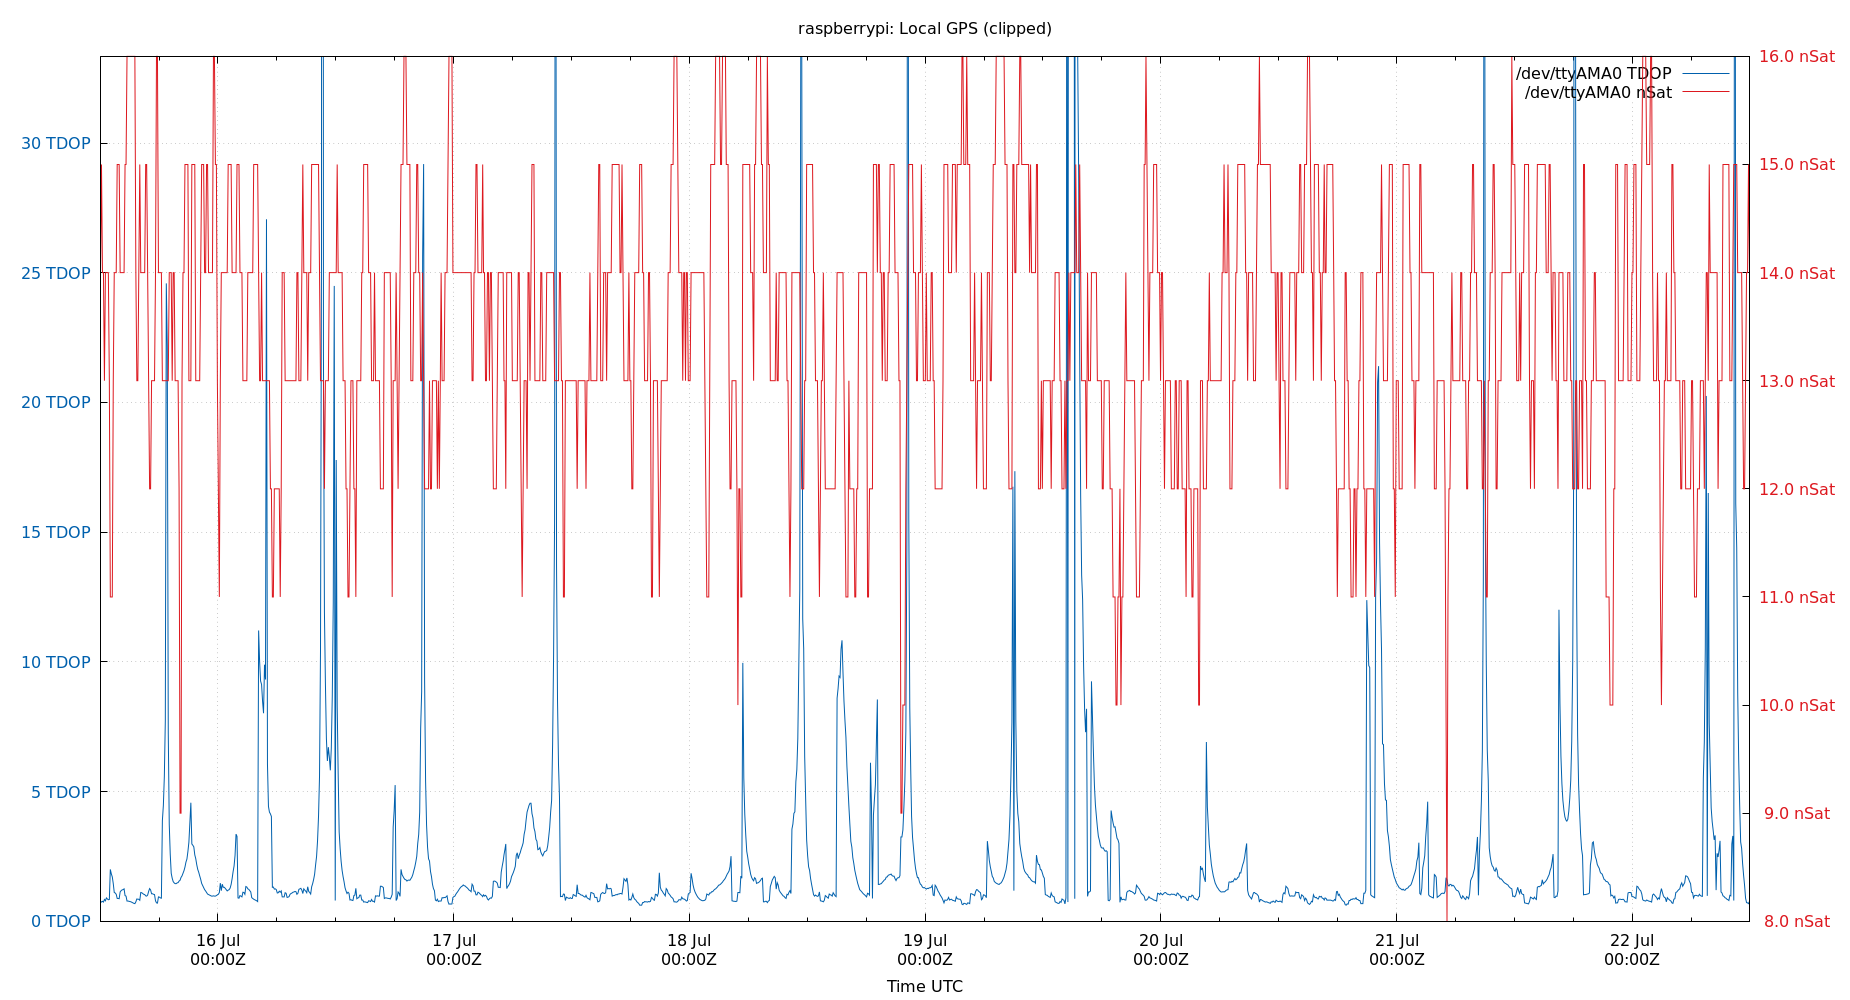 raspberrypi: Local GPS (clipped)
/dev/ttyAMA0 TDOP
/dev/ttyAMA0 nSat
30 TDOP
25 TDOP
20 TDOP
15 TDOP
10 TDOP
5 TDOP
0 TDOP
16.0 nSat
15.0 nSat
14.0 nSat
13.0 nSat
12.0 nSat
11.0 nSat
10.0 nSat
9.0 nSat
8.0 nSat
16 Jul
00:00Z
17 Jul
00:00Z
18 Jul
00:00Z
19 Jul
00:00Z
20 Jul
00:00Z
21 Jul
00:00Z
22 Jul
00:00Z
Time UTC